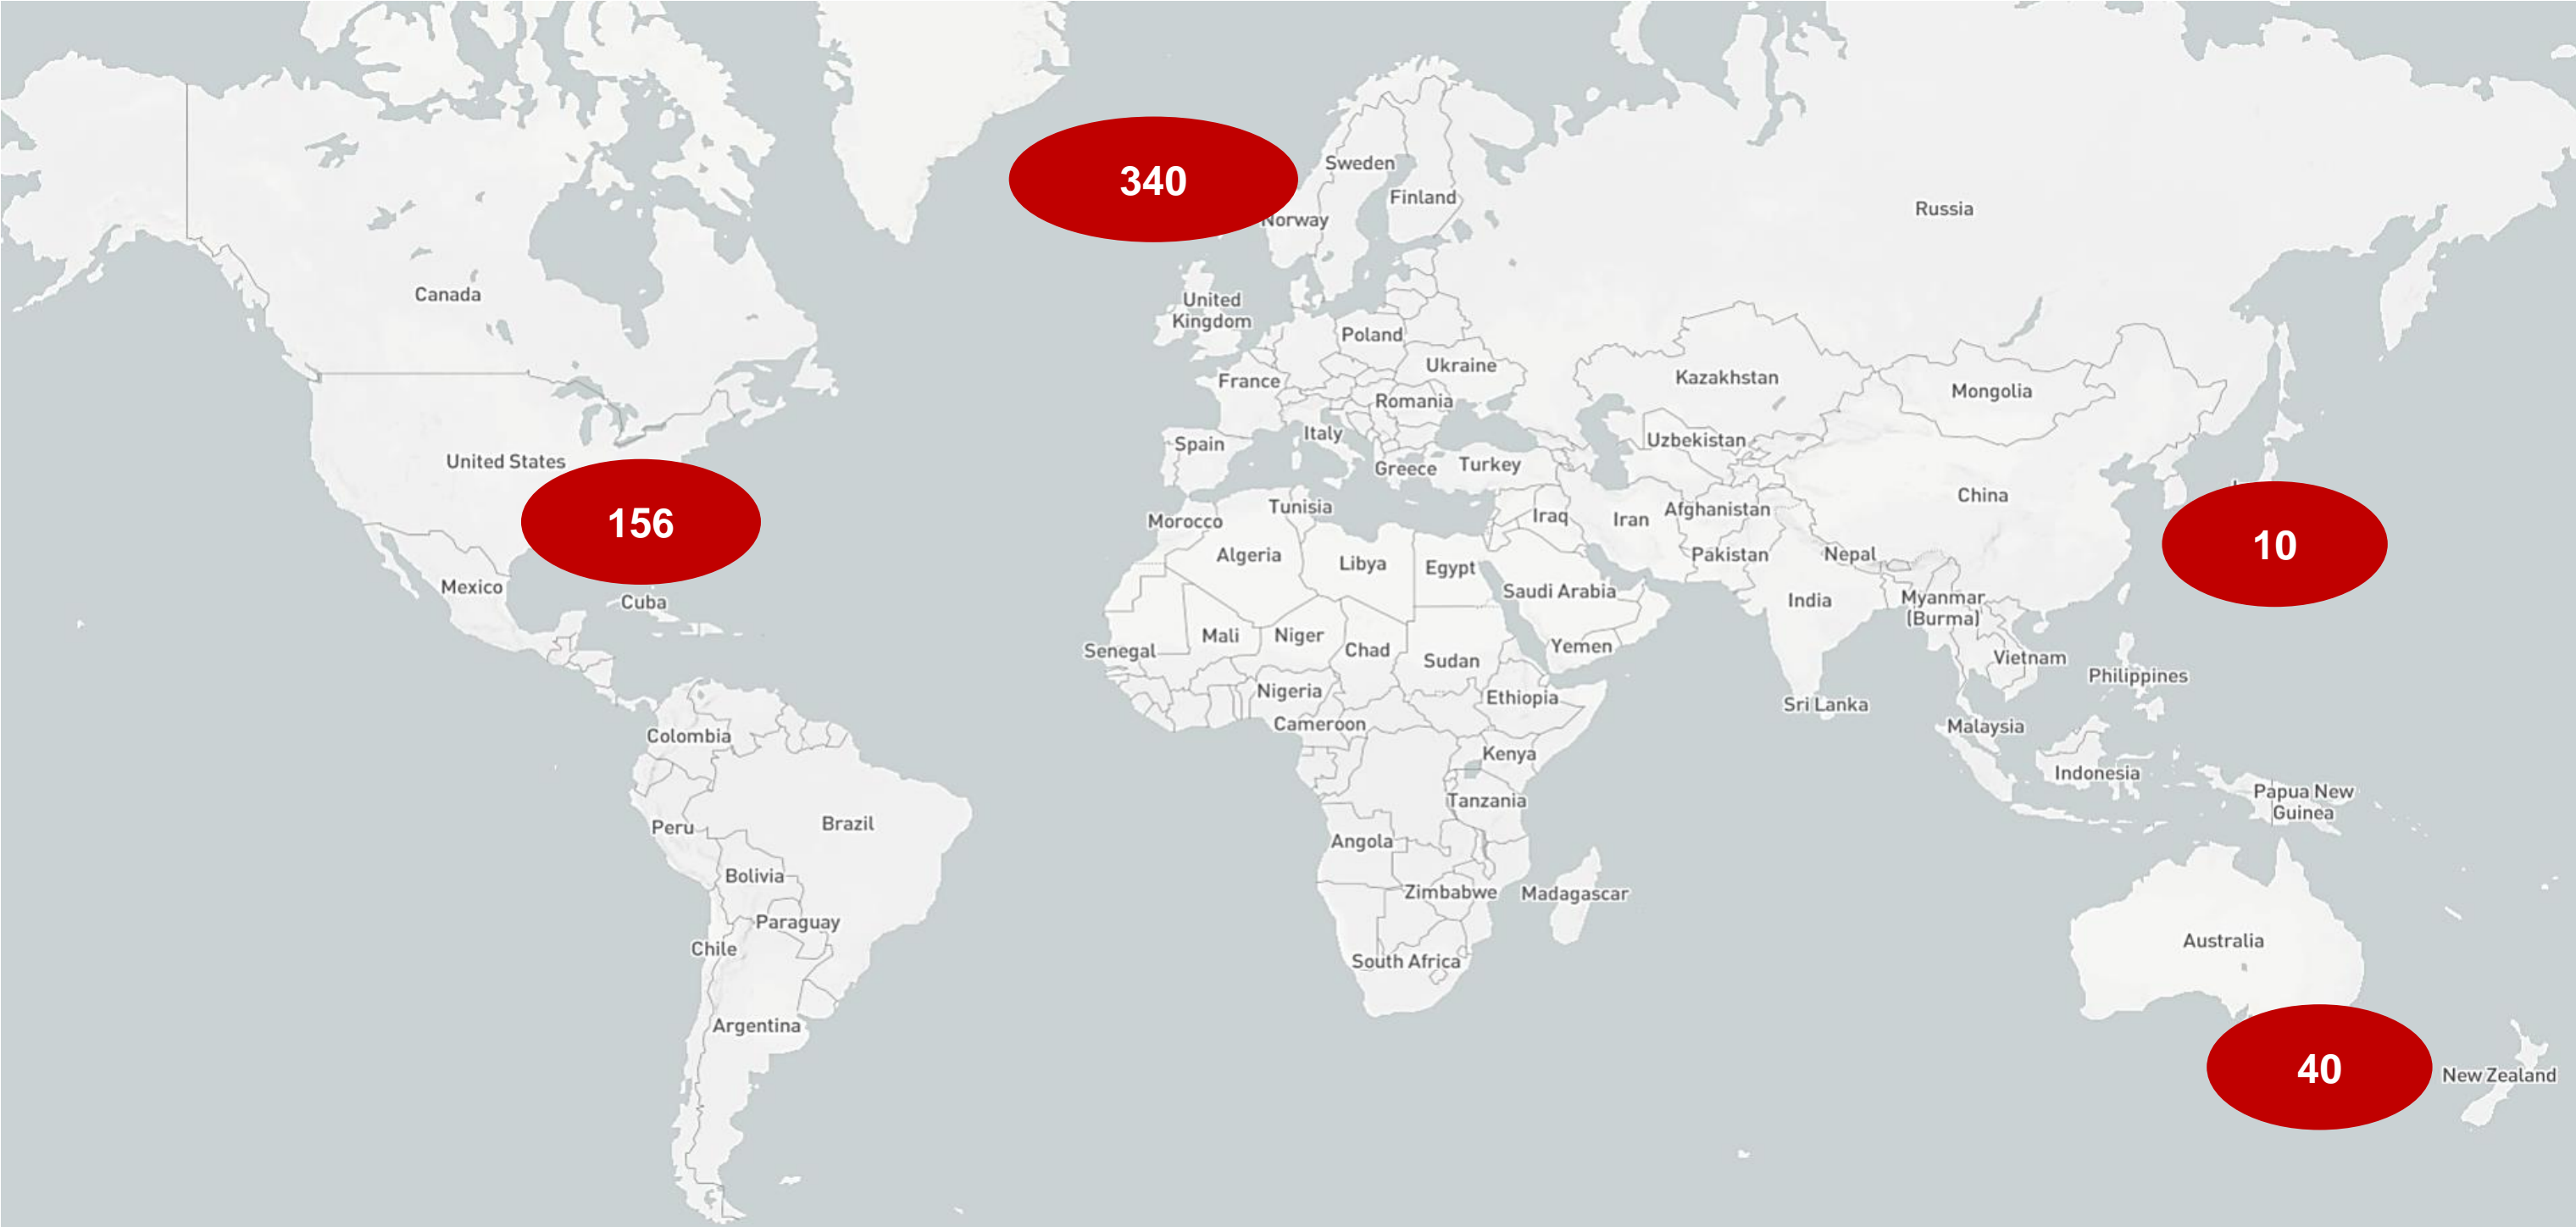 340
Sweden
Finland
Norway
Russia
Canada
United
Kingdom
Poland
Ukraine
France
Kazakhstan
Mongolia
Romania
Italy
Spain
Uzbekistan
United States
Greece
Turkey
China
156
Tunisia
Morocco
Iraq
Iran
Afghanistan
10
Algeria
Libya
Egypt
Pakistan
Nepal
Mexico
Cuba
Saudi Arabia
India
Myanmar
(Burma)
Senegal
Mali
Niger
Chad
Sudan
Yemen
Vietnam
Philippines
Nigeria
Ethiopia
Sri Lanka
Colombia
Cameroon
Malaysia
Kenya
Indonesia
Tanzania
Papua New
Guinea
Peru
Brazil
Angola
Bolivia
Zimbabwe
Madagascar
Paraguay
Chile
South Africa
Australia
Argentina
40
New Zealand